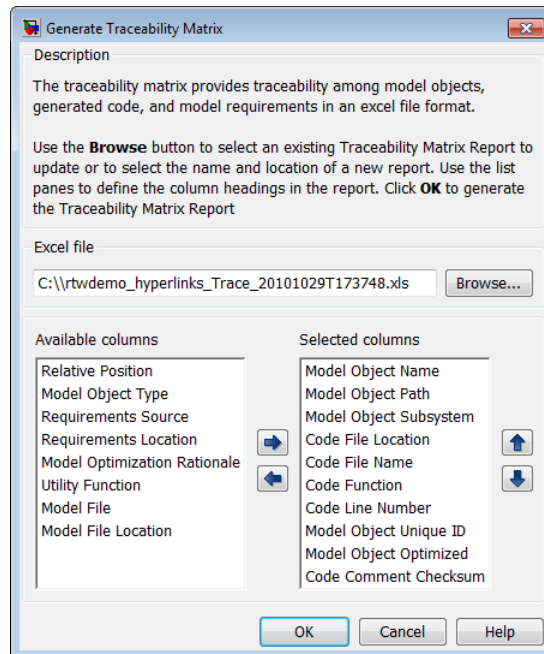 Generate Traceability Matrix
Description
The traceability matrix provides traceability among model objects,
generated code, and model requirements in an excel file format.
Use the Browse button to select an existing Traceability Matrix Report to
update or to select the name and location of a new report. Use the list
panes to define the column headings in the report. Click OK to generate
the Traceability Matrix Report
Excel file
C:\\rtwdemo_hyperlinks_Trace_20101029T173748.xls
Browse...
Available columns
Relative Position
Model Object Type
Requirements Source
Requirements Location
Model Optimization Rationale
Utility Function
Model File
Model File Location
Selected columns
Model Object Name
Model Object Path
Model Object Subsystem
Code File Location
Code File Name
Code Function
Code Line Number
Model Object Unique ID
Model Object Optimized
Code Comment Checksum
OK
Cancel
Help